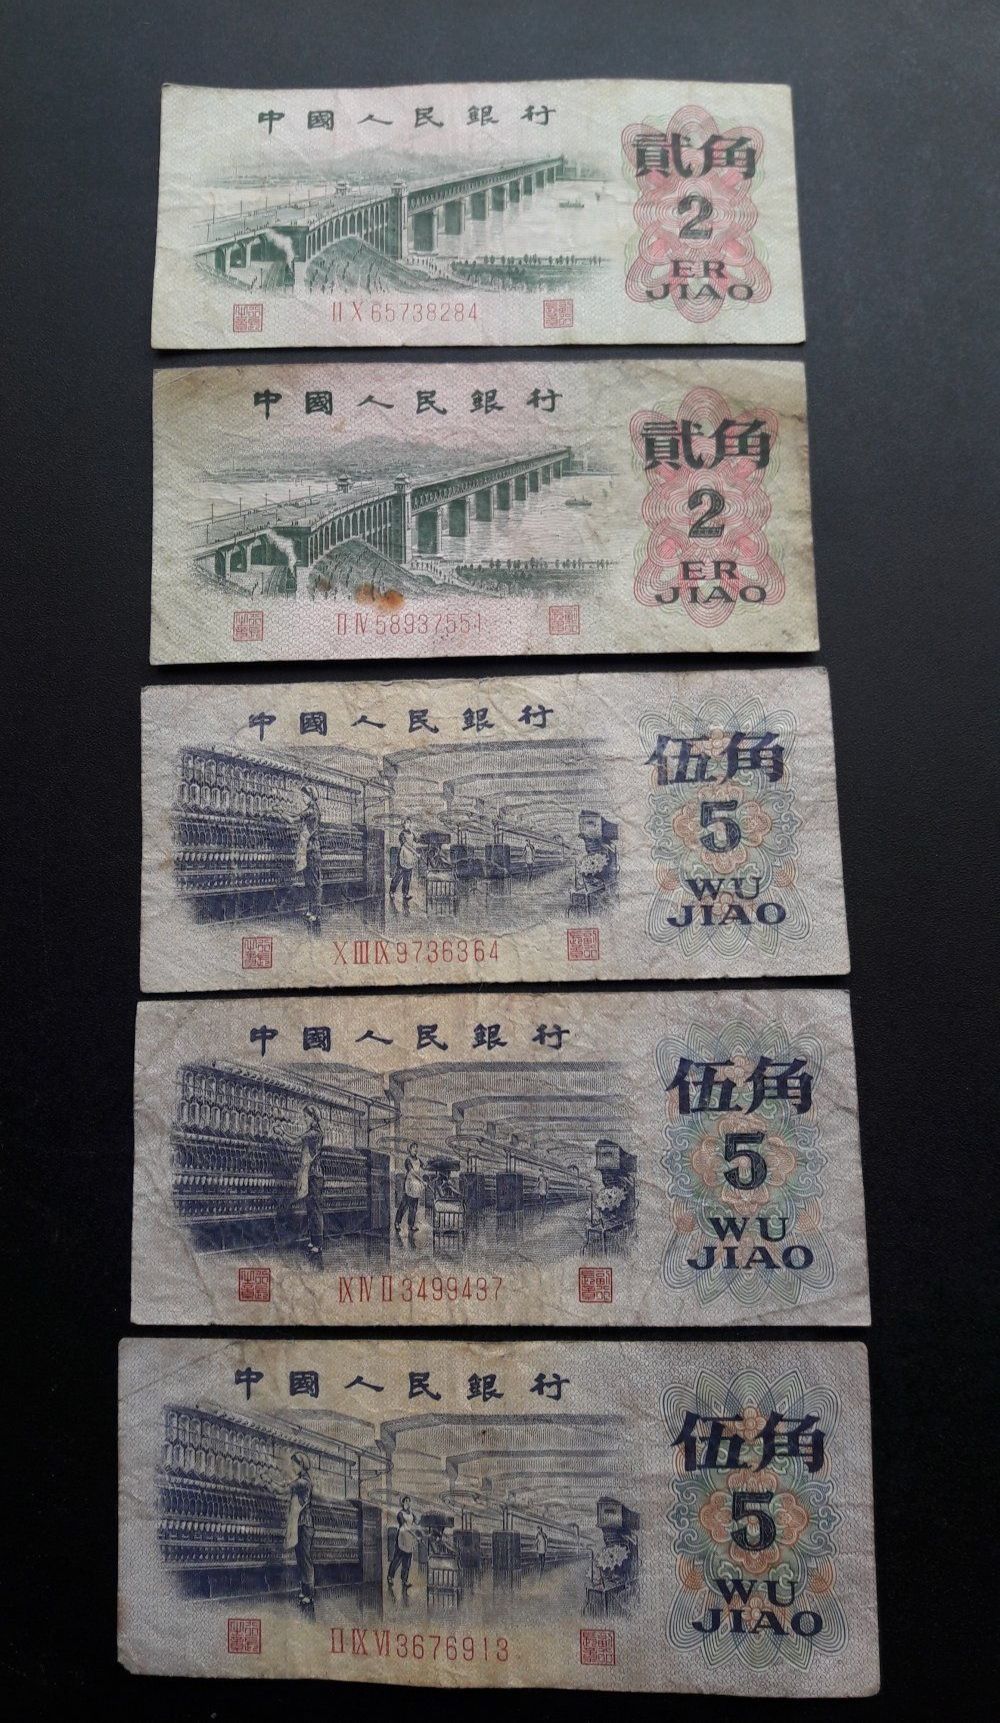 中國人民銀行
貳角
2
ER
JIAO
II X 65738284
中國人民銀行
貳角
2
ER
JIAO
II IV 58937551
中國人民銀行
伍角
5
WU
JIAO
X III IX 9736364
中國人民銀行
伍角
5
WU
JIAO
IX IV II 3499437
中國人民銀行
伍角
5
WU
JIAO
II IX VI 3676913